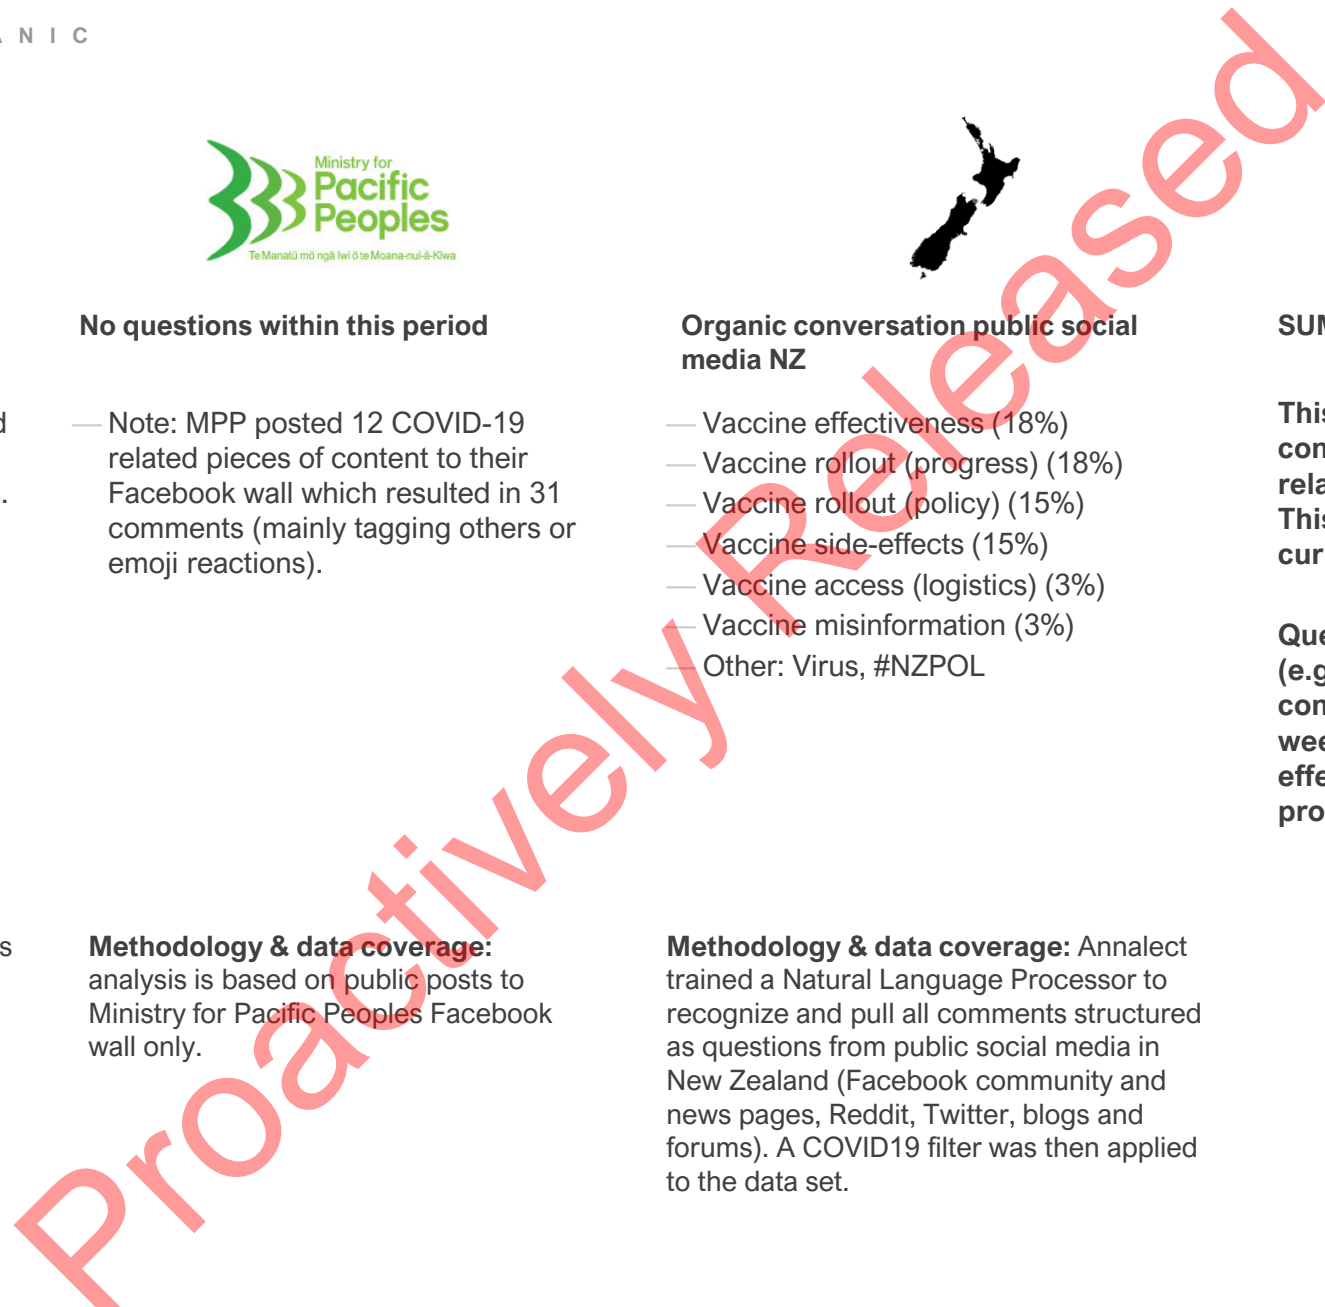 A N I C
Ministry for
Pacific
Peoples
Te Manatū mō ngā Iwi ō te Moana-nui-ā-Kiwa
No questions within this period
Note: MPP posted 12 COVID-19
related pieces of content to their
Facebook wall which resulted in 31
comments (mainly tagging others or
emoji reactions).
Methodology & data coverage:
analysis is based on public posts to
Ministry for Pacific Peoples Facebook
wall only.
Organic conversation public social
media NZ
Vaccine effectiveness (18%)
Vaccine rollout (progress) (18%)
Vaccine rollout (policy) (15%)
Vaccine side-effects (15%)
Vaccine access (logistics) (3%)
Vaccine misinformation (3%)
Other: Virus, #NZPOL
Methodology & data coverage: Annalect
trained a Natural Language Processor to
recognize and pull all comments structured
as questions from public social media in
New Zealand (Facebook community and
news pages, Reddit, Twitter, blogs and
forums). A COVID19 filter was then applied
to the data set.
This
Proactively Released